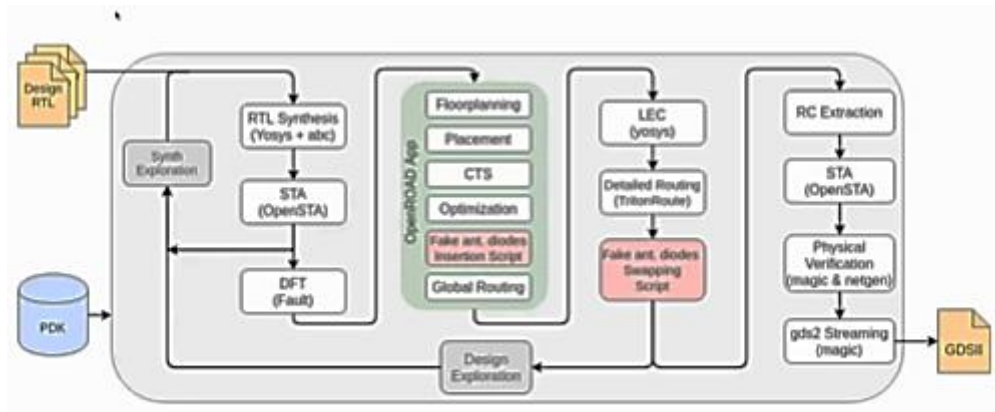 Design
RTL
PDK
Synth
Exploration
RTL Synthesis
(Yosys + abc)
STA
(OpenSTA)
DFT
(Fault)
OpenROAD App
Floorplanning
Placement
CTS
Optimization
Fake ant. diodes
Insertion Script
Global Routing
Design
Exploration
LEC
(yosys)
Detailed Routing
(TritonRoute)
Fake ant. diodes
Swapping
Script
RC Extraction
STA
(OpenSTA)
Physical
Verification
(magic & netgen)
gds2 Streaming
(magic)
GDSII